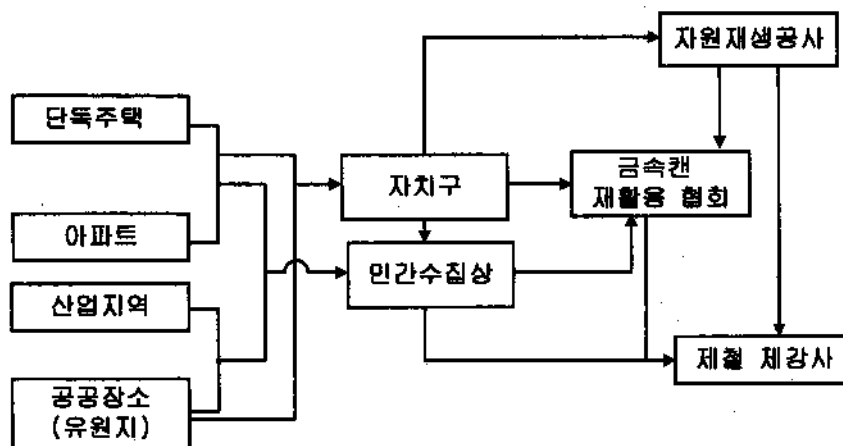 자원재생공사
단독주택
자치구
금속캔
재활용 협회
아파트
민간수집상
산업지역
제철 제강사
공공장소
(유원지)